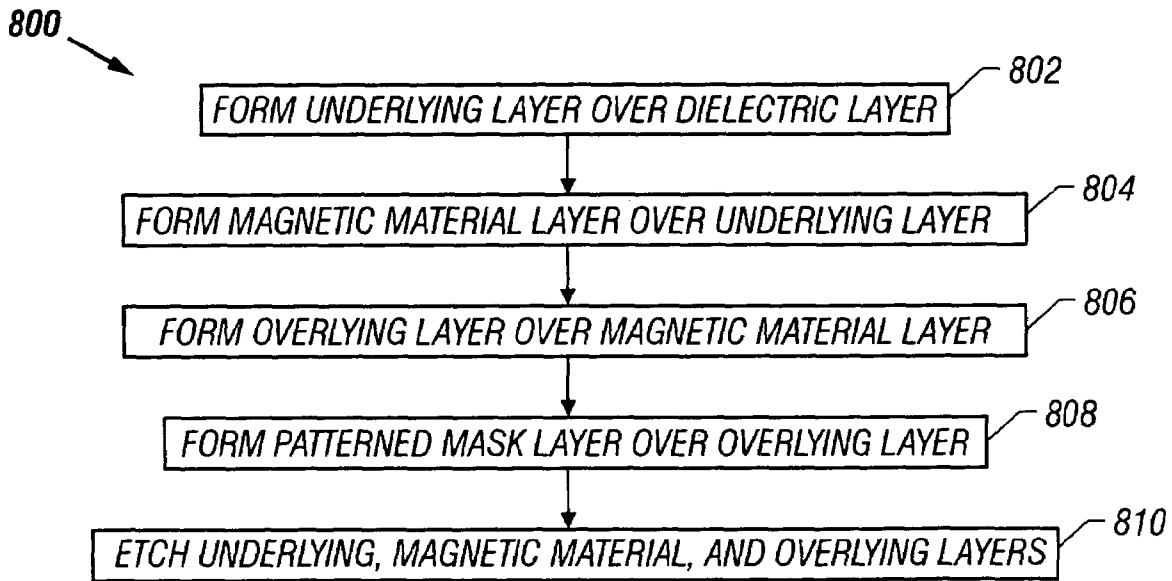 800
802
FORM UNDERLYING LAYER OVER DIELECTRIC LAYER
804
FORM MAGNETIC MATERIAL LAYER OVER UNDERLYING LAYER
806
FORM OVERLYING LAYER OVER MAGNETIC MATERIAL LAYER
808
FORM PATTERNED MASK LAYER OVER OVERLYING LAYER
810
ETCH UNDERLYING, MAGNETIC MATERIAL, AND OVERLYING LAYERS